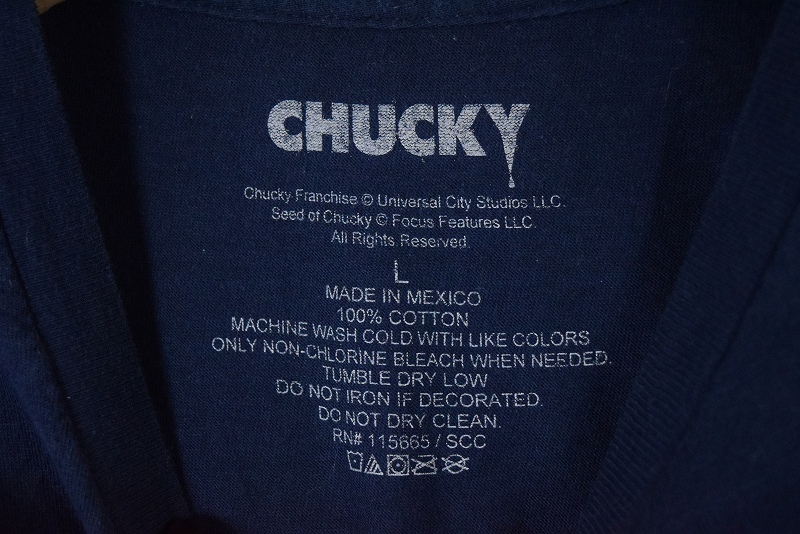 CHUCKY
Chucky Franchise © Universal City Studios LLC.
Seed of Chucky © Focus Features LLC.
All Rights Reserved.
L
MADE IN MEXICO
100% COTTON
MACHINE WASH COLD WITH LIKE COLORS
ONLY NON-CHLORINE BLEACH WHEN NEEDED.
TUMBLE DRY LOW
DO NOT IRON IF DECORATED.
DO NOT DRY CLEAN.
RN# 115665 / SCC